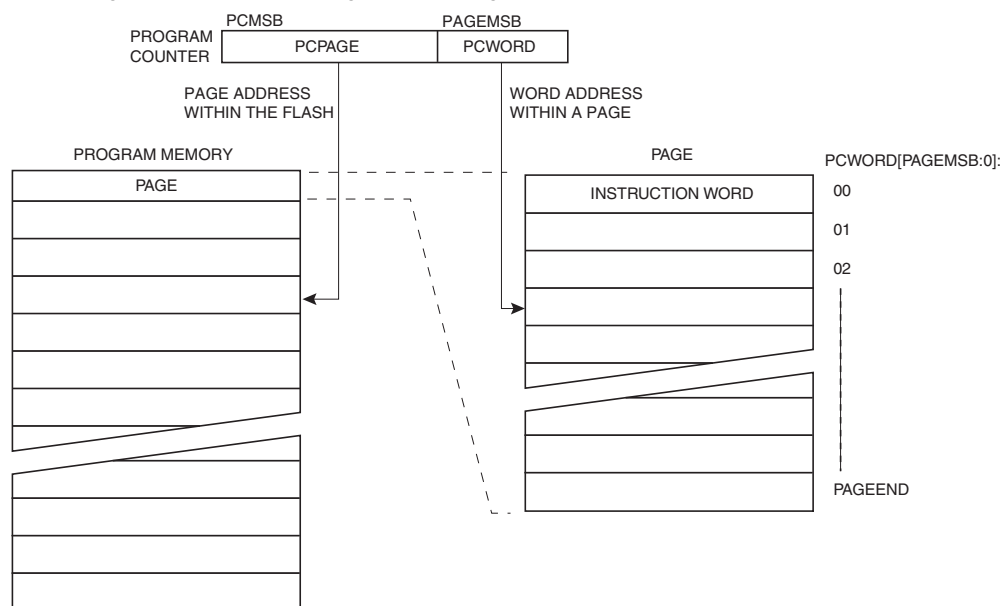 PCMSB PAGEMSB
PROGRAM
COUNTER
PCPAGE PCWORD
PAGE ADDRESS
WITHIN THE FLASH
WORD ADDRESS
WITHIN A PAGE
PROGRAM MEMORY
PAGE
PAGE
INSTRUCTION WORD
PCWORD[PAGEMSB:0]:
00
01
02
PAGEEND